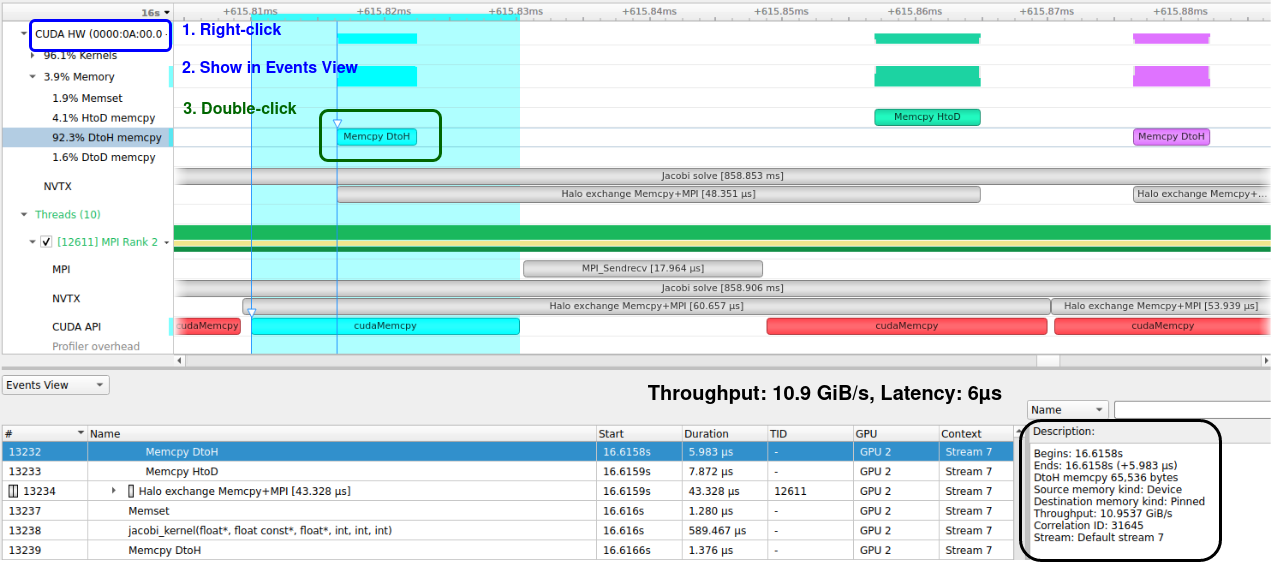 16s
+615.81ms
+615.82ms
+615.83ms
+615.84ms
+615.85ms
+615.86ms
+615.87ms
+615.88ms
CUDA HW (0000:0A:00.0
1. Right-click
96.1% Kernels
2. Show in Events View
3.9% Memory
1.9% Memset
3. Double-click
4.1% HtoD memcpy
Memcpy HtoD
92.3% DtoH memcpy
Memcpy DtoH
Memcpy DtoH
1.6% DtoD memcpy
Jacobi solve [858.853 ms]
NVTX
Halo exchange Memcpy+MPI [48.351 µs]
Halo exchange Memcpy+...
Threads (10)
[12611] MPI Rank 2
MPI
MPI_Sendrecv [17.964 µs]
Jacobi solve [858.906 ms]
NVTX
Halo exchange Memcpy+MPI [60.657 µs]
Halo exchange Memcpy+MPI [53.939 µs]
CUDA API
udaMemcpy
cudaMemcpy
cudaMemcpy
cudaMemcpy
Profiler overhead
Events View
Throughput: 10.9 GiB/s, Latency: 6µs
Name
# Name Start Duration TID GPU Context
13232 Memcpy DtoH 16.6158s 5.983 µs - GPU 2 Stream 7
13233 Memcpy HtoD 16.6158s 7.872 µs - GPU 2 Stream 7
13234 Halo exchange Memcpy+MPI [43.328 µs] 16.6159s 43.328 µs 12611 GPU 2 Stream 7
13237 Memset 16.616s 1.280 µs - GPU 2 Stream 7
13238 jacobi_kernel(float*, float const*, float*, int, int, int) 16.616s 589.467 µs - GPU 2 Stream 7
13239 Memcpy DtoH 16.6166s 1.376 µs - GPU 2 Stream 7
Description:
Begins: 16.6158s
Ends: 16.6158s (+5.983 µs)
DtoH memcpy 65,536 bytes
Source memory kind: Device
Destination memory kind: Pinned
Throughput: 10.9537 GiB/s
Correlation ID: 31645
Stream: Default stream 7